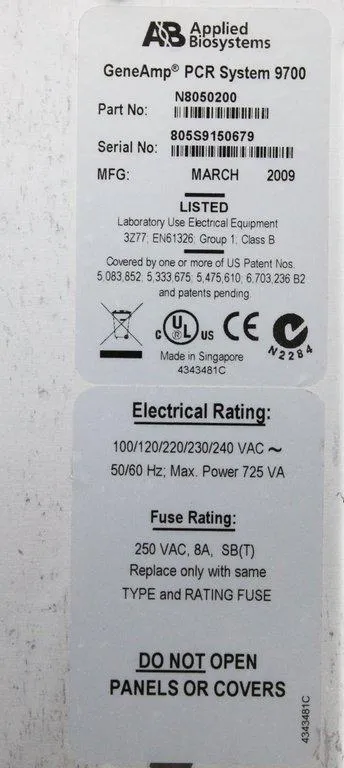 AB Applied
Biosystems
GeneAmp® PCR System 9700
Part No: N8050200
Serial No: 805S9150679
MFG: MARCH 2009
LISTED
Laboratory Use Electrical Equipment
3Z77; EN61326; Group 1; Class B
Covered by one or more of US Patent Nos.
5,083,852; 5,333,675; 5,475,610; 6,703,236 B2
and patents pending.
c UL US CE N2284
Made in Singapore
4343481C
Electrical Rating:
100/120/220/230/240 VAC ~
50/60 Hz; Max. Power 725 VA
Fuse Rating:
250 VAC, 8A, SB(T)
Replace only with same
TYPE and RATING FUSE
DO NOT OPEN
PANELS OR COVERS
4343481C